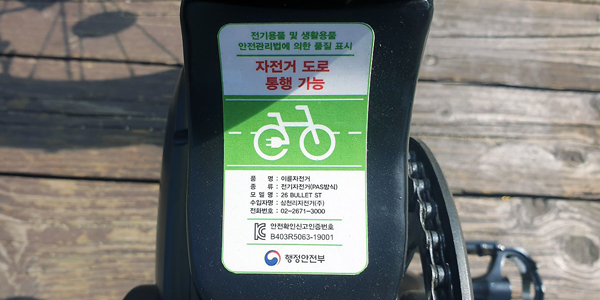 전기용품 및 생활용품
안전관리법에 의한 품질 표시
자전거 도로
통행 가능
품 명 : 이륜자전거
종 류 : 전기자전거(PAS방식)
모 델 명 : 26 BULLET ST
수입자명 : 삼천리자전거(주)
전화번호 : 02-2671-3000
안전확인신고인증번호
B403R5063-19001
행정안전부